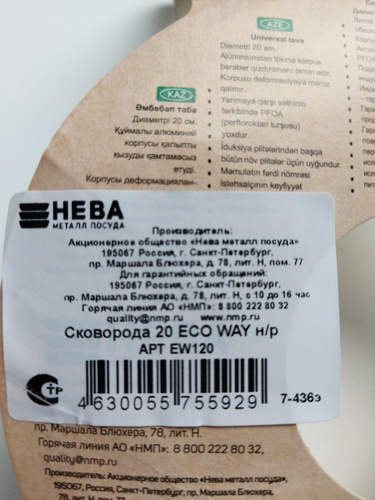 AZE
Universal tava
Diametri 20 sm.
Alüminiumdan tökmə korpus
bərabər qızdırılmanı təmin edir.
Korpusu deformasiyaya məruz
qalmır.
Yanmaya qarşı səthinin
tərkibində PFOA
(perfloroktan turşusu)
yoxdur.
İduksiya plitələrindən başqa
bütün növ plitələr üçün uyğundur.
Məmulatın fərdi nömrəsi
istehsalçının keyfiyyət
KAZ
Әмбебап таба
Диаметрі 20 см.
Құймалы алюминий
корпусы қалыпты
қызуды қамтамасыз
етуді.
Корпусы деформациялан-
НЕВА
МЕТАЛЛ ПОСУДА
Производитель:
Акционерное общество «Нева металл посуда»
195067 Россия, г. Санкт-Петербург,
пр. Маршала Блюхера, д. 78, лит. Н, пом. 77
Для гарантийных обращений:
195067 Россия, г. Санкт-Петербург,
пр. Маршала Блюхера, д. 78, лит. Н, с 10 до 16 час
Горячая линия АО «НМП»: 8 800 222 80 32
quality@nmp.ru www.nmp.ru
Сковорода 20 ECO WAY н/р
АРТ EW120
4 630055 755929
7-436э
пр. Маршала Блюхера, 78, лит. Н.
Горячая линия АО «НМП»: 8 800 222 80 32,
quality@nmp.ru
Производитель: Акционерное общество «Нева металл посуда»,
195067, Россия, Санкт-Петербург,